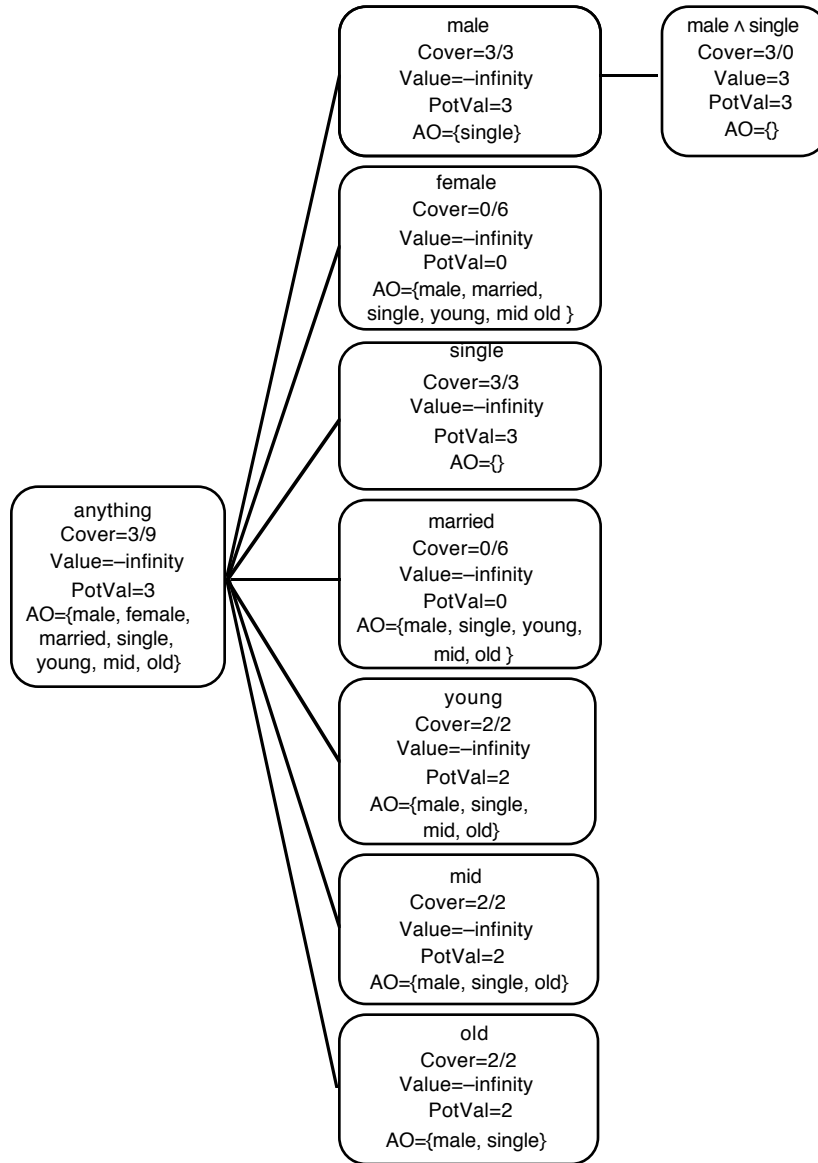 male
Cover=3/3
Value=–infinity
PotVal=3
AO={single}
male ∧ single
Cover=3/0
Value=3
PotVal=3
AO={}
female
Cover=0/6
Value=–infinity
PotVal=0
AO={male, married,
single, young, mid old }
single
Cover=3/3
Value=–infinity
PotVal=3
AO={}
anything
Cover=3/9
Value=–infinity
PotVal=3
AO={male, female,
married, single,
young, mid, old}
married
Cover=0/6
Value=–infinity
PotVal=0
AO={male, single, young,
mid, old }
young
Cover=2/2
Value=–infinity
PotVal=2
AO={male, single,
mid, old}
mid
Cover=2/2
Value=–infinity
PotVal=2
AO={male, single, old}
old
Cover=2/2
Value=–infinity
PotVal=2
AO={male, single}